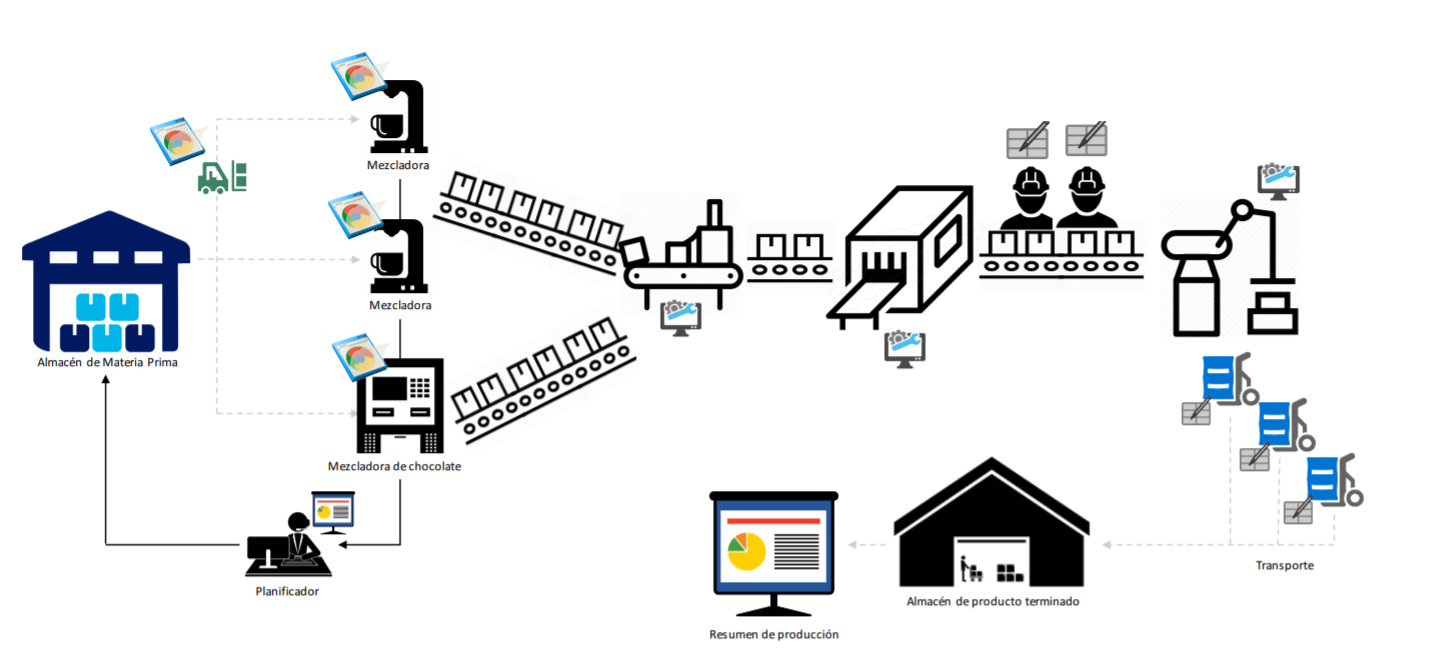 Mezcladora
Mezcladora
Almacén de Materia Prima
Mezcladora de chocolate
Planificador
Transporte
Almacén de producto terminado
Resumen de producción